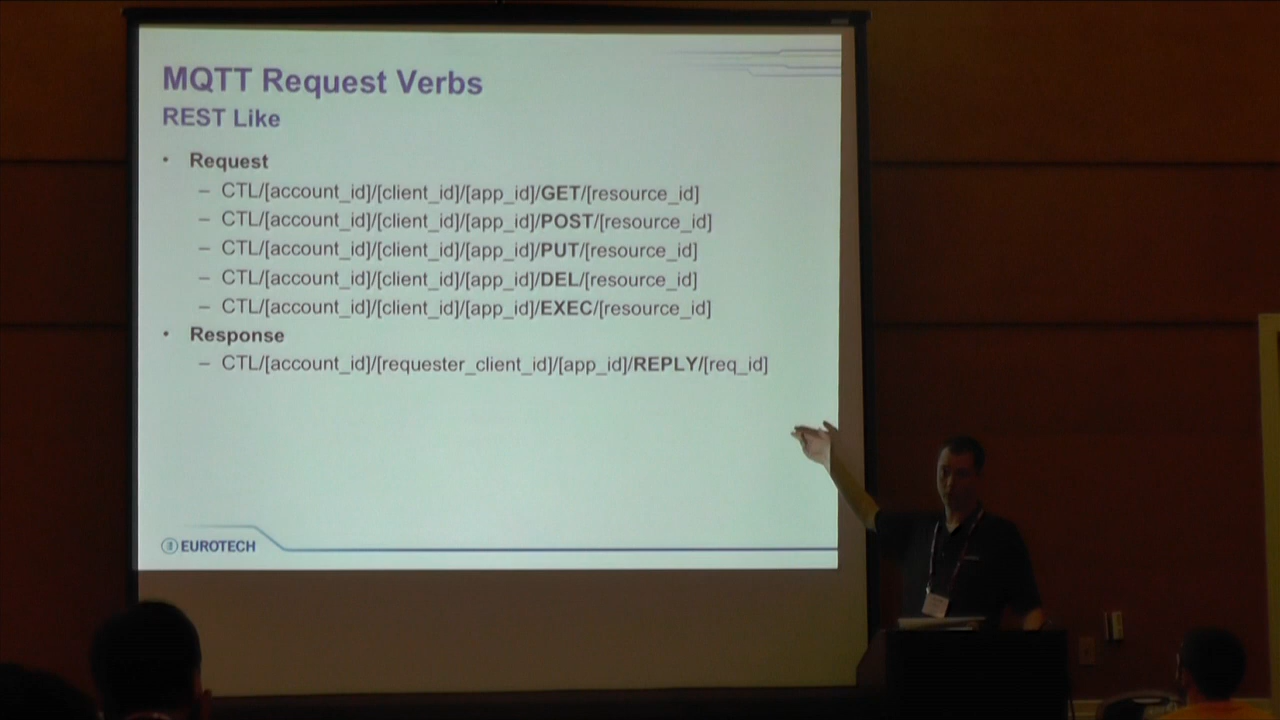 MQTT Request Verbs
REST Like
• Request
– CTL/[account_id]/[client_id]/[app_id]/GET/[resource_id]
– CTL/[account_id]/[client_id]/[app_id]/POST/[resource_id]
– CTL/[account_id]/[client_id]/[app_id]/PUT/[resource_id]
– CTL/[account_id]/[client_id]/[app_id]/DEL/[resource_id]
– CTL/[account_id]/[client_id]/[app_id]/EXEC/[resource_id]
• Response
– CTL/[account_id]/[requester_client_id]/[app_id]/REPLY/[req_id]
EUROTECH